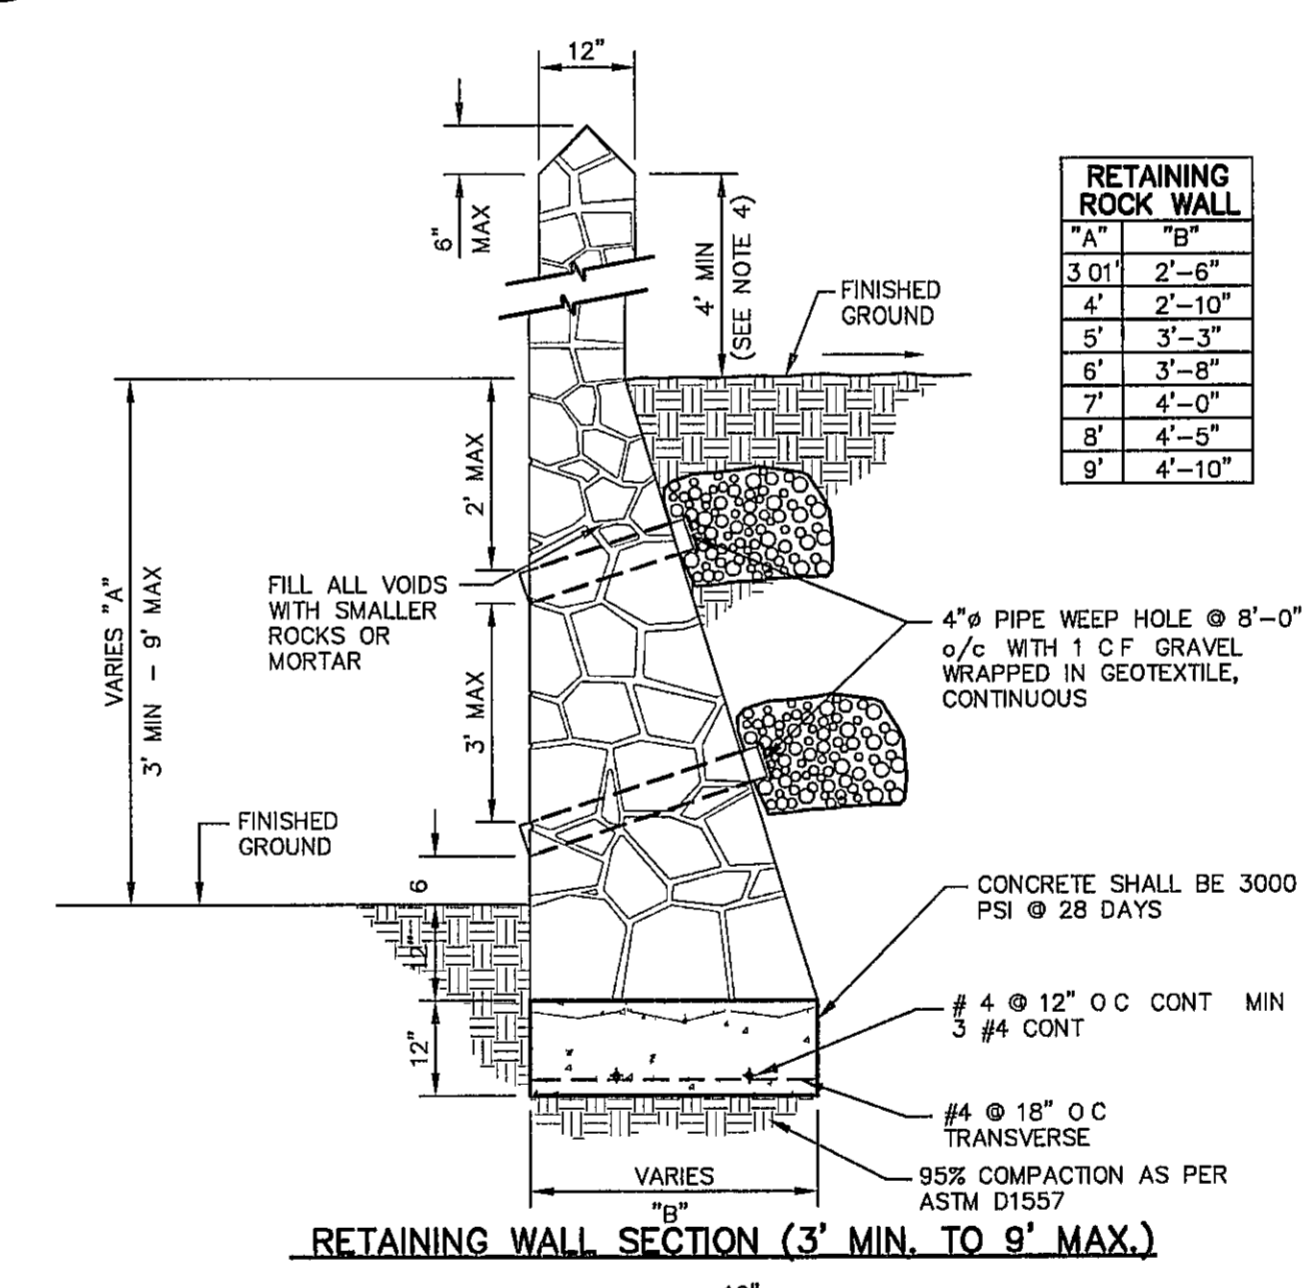 12"
6"
MAX
4' MIN
(SEE NOTE 4)
FINISHED
GROUND
RETAINING
ROCK WALL
"A" "B"
3 01' 2'-6"
4' 2'-10"
5' 3'-3"
6' 3'-8"
7' 4'-0"
8' 4'-5"
9' 4'-10"
VARIES "A"
3' MIN - 9' MAX
2' MAX
FILL ALL VOIDS
WITH SMALLER
ROCKS OR
MORTAR
3' MAX
4"ø PIPE WEEP HOLE @ 8'-0"
o/c WITH 1 C F GRAVEL
WRAPPED IN GEOTEXTILE,
CONTINUOUS
FINISHED
GROUND
6
12"
12"
CONCRETE SHALL BE 3000
PSI @ 28 DAYS
# 4 @ 12" O C CONT MIN
3 #4 CONT
#4 @ 18" O C
TRANSVERSE
95% COMPACTION AS PER
ASTM D1557
VARIES
"B"
RETAINING WALL SECTION (3' MIN. TO 9' MAX.)